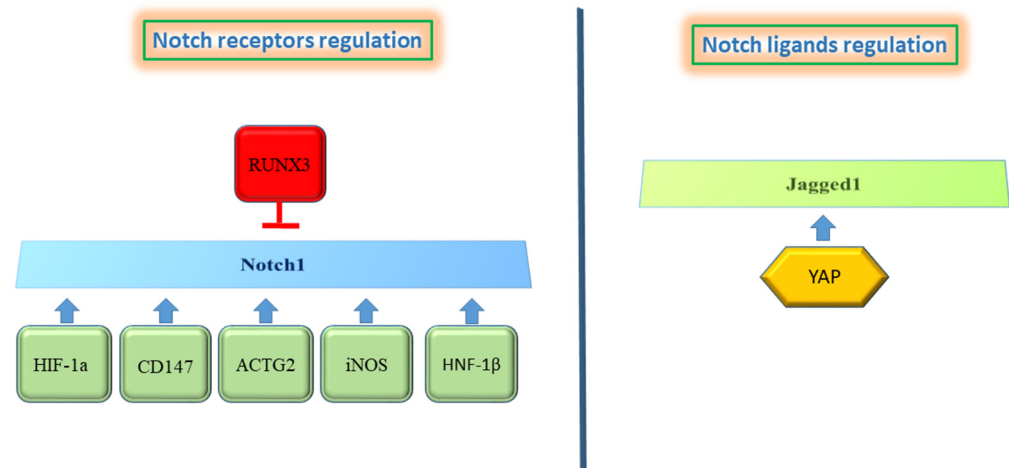 Notch receptors regulation
RUNX3
Notch1
HIF-1a
CD147
ACTG2
iNOS
HNF-1β
Notch ligands regulation
Jagged1
YAP